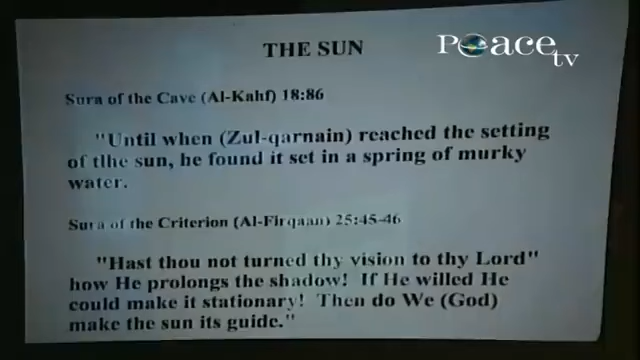 THE SUN
Peace tv
Sura of the Cave (Al-Kahf) 18:86
"Until when (Zul-qarnain) reached the setting
of tlhe sun, he found it set in a spring of murky
water.
Sura of the Criterion (Al-Firqaan) 25:45-46
"Hast thou not turned thy vision to thy Lord"
how He prolongs the shadow! If He willed He
could make it stationary! Then do We (God)
make the sun its guide."